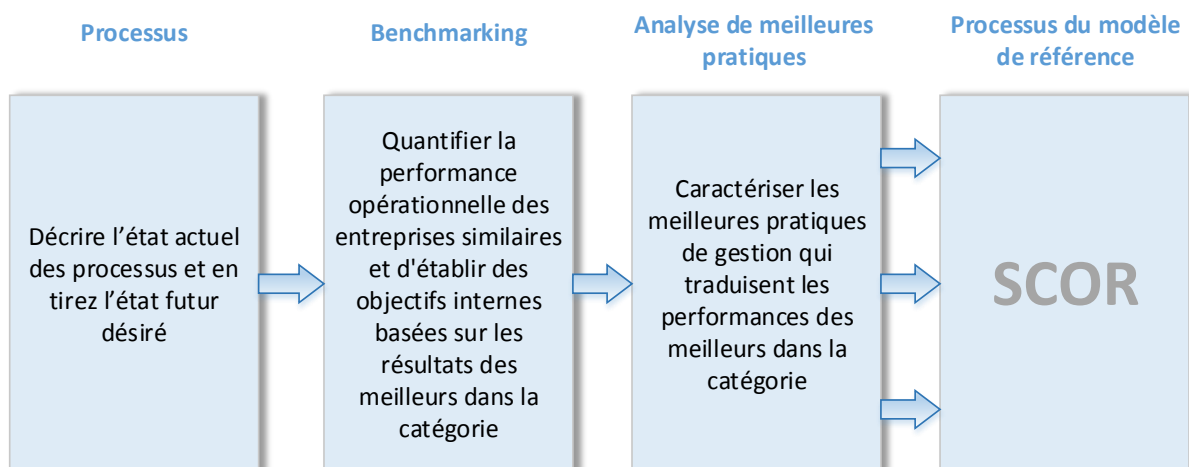 Processus
Benchmarking
Analyse de meilleures
pratiques
Processus du modèle
de référence
Décrire l’état actuel
des processus et en
tirez l’état futur
désiré
Quantifier la
performance
opérationnelle des
entreprises similaires
et d'établir des
objectifs internes
basées sur les
résultats des
meilleurs dans la
catégorie
Caractériser les
meilleures pratiques
de gestion qui
traduisent les
performances des
meilleurs dans la
catégorie
SCOR